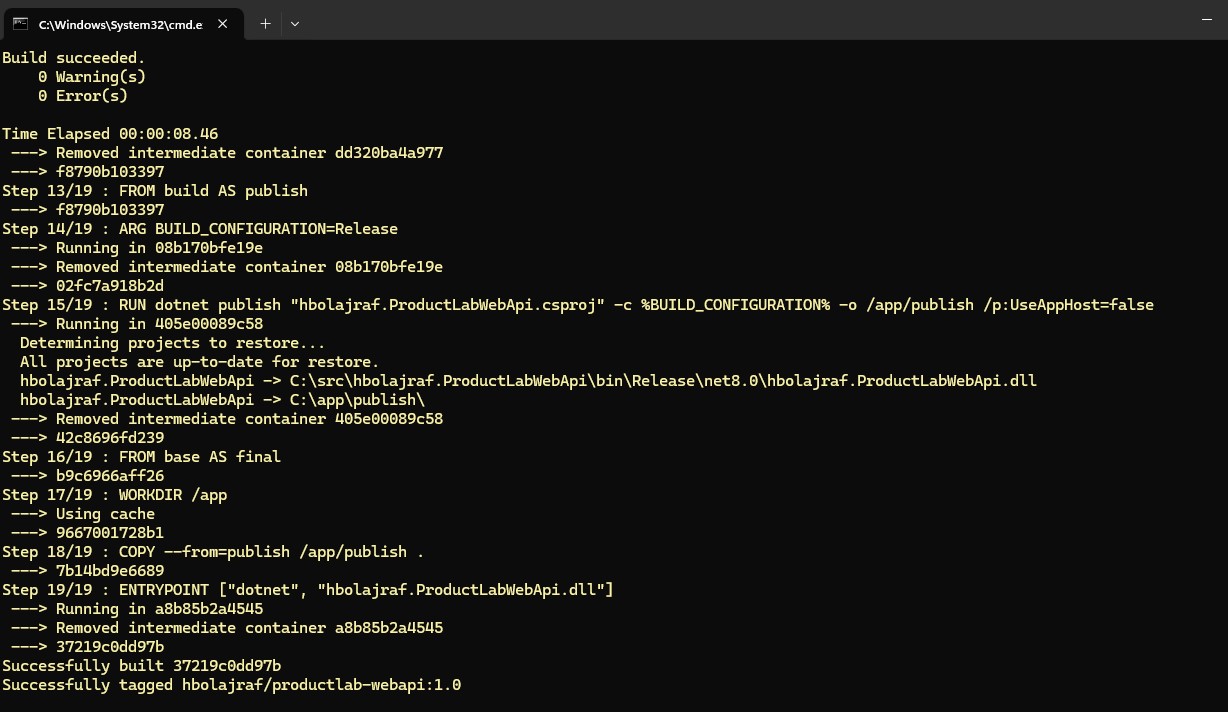 C:\Windows\System32\cmd.e
Build succeeded.
    0 Warning(s)
    0 Error(s)
Time Elapsed 00:00:08.46
 ---> Removed intermediate container dd320ba4a977
 ---> f8790b103397
Step 13/19 : FROM build AS publish
 ---> f8790b103397
Step 14/19 : ARG BUILD_CONFIGURATION=Release
 ---> Running in 08b170bfe19e
 ---> Removed intermediate container 08b170bfe19e
 ---> 02fc7a918b2d
Step 15/19 : RUN dotnet publish "hbolajraf.ProductLabWebApi.csproj" -c %BUILD_CONFIGURATION% -o /app/publish /p:UseAppHost=false
 ---> Running in 405e00089c58
  Determining projects to restore...
  All projects are up-to-date for restore.
  hbolajraf.ProductLabWebApi -> C:\src\hbolajraf.ProductLabWebApi\bin\Release\net8.0\hbolajraf.ProductLabWebApi.dll
  hbolajraf.ProductLabWebApi -> C:\app\publish\
 ---> Removed intermediate container 405e00089c58
 ---> 42c8696fd239
Step 16/19 : FROM base AS final
 ---> b9c6966aff26
Step 17/19 : WORKDIR /app
 ---> Using cache
 ---> 9667001728b1
Step 18/19 : COPY --from=publish /app/publish .
 ---> 7b14bd9e6689
Step 19/19 : ENTRYPOINT ["dotnet", "hbolajraf.ProductLabWebApi.dll"]
 ---> Running in a8b85b2a4545
 ---> Removed intermediate container a8b85b2a4545
 ---> 37219c0dd97b
Successfully built 37219c0dd97b
Successfully tagged hbolajraf/productlab-webapi:1.0